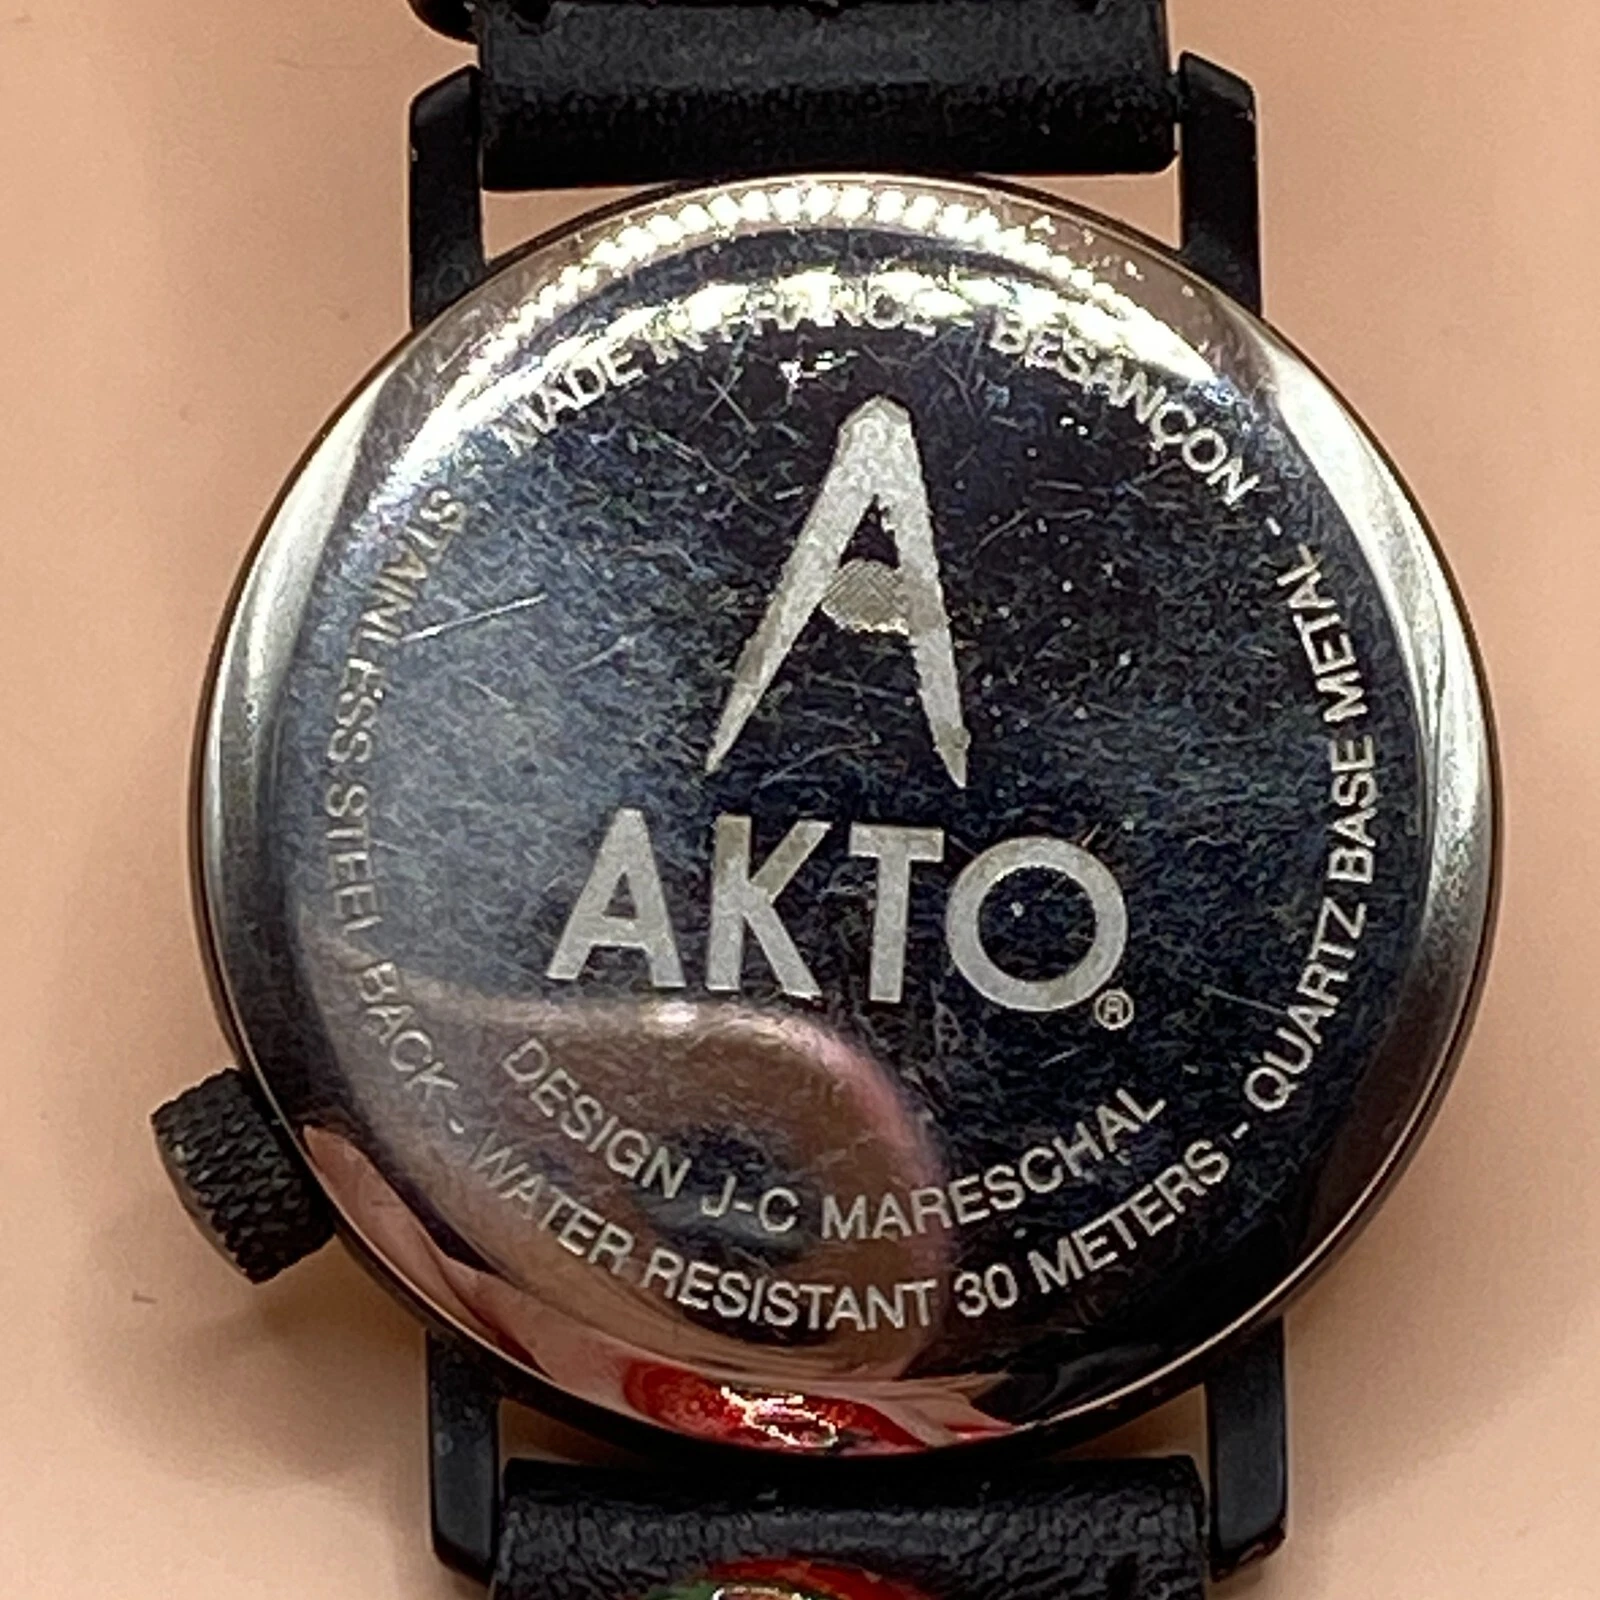 MADE IN FRANCE - BESANÇON - QUARTZ BASE METAL - WATER RESISTANT 30 METERS - STAINLESS STEEL BACK
A
AKTO®
DESIGN J-C MARESCHAL